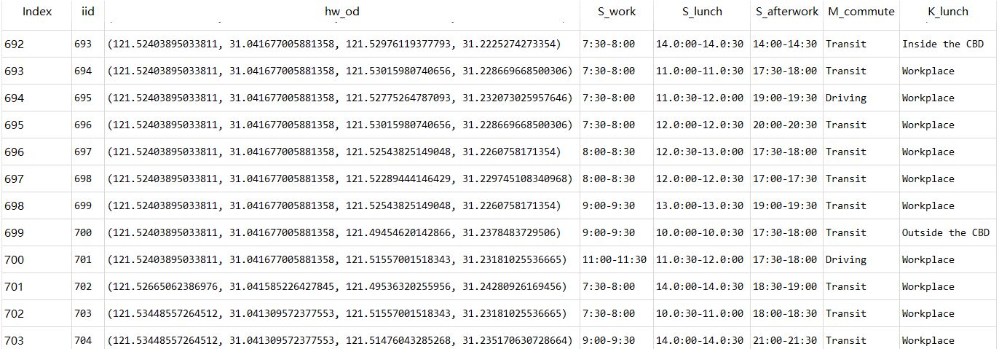 Index iid hw_od S_work S_lunch S_afterwork M_commute K_lunch
692 693 (121.52403895033811, 31.041677005881358, 121.52976119377793, 31.2225274273354) 7:30-8:00 14.0:00-14.0:30 14:00-14:30 Transit Inside the CBD
693 694 (121.52403895033811, 31.041677005881358, 121.53015980740656, 31.228669668500306) 7:30-8:00 11.0:00-11.0:30 17:30-18:00 Transit Workplace
694 695 (121.52403895033811, 31.041677005881358, 121.52775264787093, 31.232073025957646) 7:30-8:00 11.0:30-12.0:00 19:00-19:30 Driving Workplace
695 696 (121.52403895033811, 31.041677005881358, 121.53015980740656, 31.228669668500306) 7:30-8:00 12.0:00-12.0:30 20:00-20:30 Transit Workplace
696 697 (121.52403895033811, 31.041677005881358, 121.52543825149048, 31.2260758171354) 8:00-8:30 12.0:30-13.0:00 17:30-18:00 Transit Workplace
697 698 (121.52403895033811, 31.041677005881358, 121.52289444146429, 31.229745108340968) 8:00-8:30 12.0:00-12.0:30 17:00-17:30 Transit Workplace
698 699 (121.52403895033811, 31.041677005881358, 121.52543825149048, 31.2260758171354) 9:00-9:30 13.0:00-13.0:30 19:00-19:30 Transit Workplace
699 700 (121.52403895033811, 31.041677005881358, 121.49454620142866, 31.2378483729506) 9:00-9:30 10.0:00-10.0:30 17:30-18:00 Transit Outside the CBD
700 701 (121.52403895033811, 31.041677005881358, 121.51557001518343, 31.23181025536665) 11:00-11:30 11.0:30-12.0:00 17:30-18:00 Driving Workplace
701 702 (121.52665062386976, 31.041585226427845, 121.49536320255956, 31.24280926169456) 7:30-8:00 14.0:00-14.0:30 18:30-19:00 Transit Workplace
702 703 (121.53448557264512, 31.041309572377553, 121.51557001518343, 31.23181025536665) 7:30-8:00 10.0:30-11.0:00 18:00-18:30 Transit Workplace
703 704 (121.53448557264512, 31.041309572377553, 121.51476043285268, 31.235170630728664) 9:00-9:30 14.0:00-14.0:30 21:00-21:30 Transit Workplace